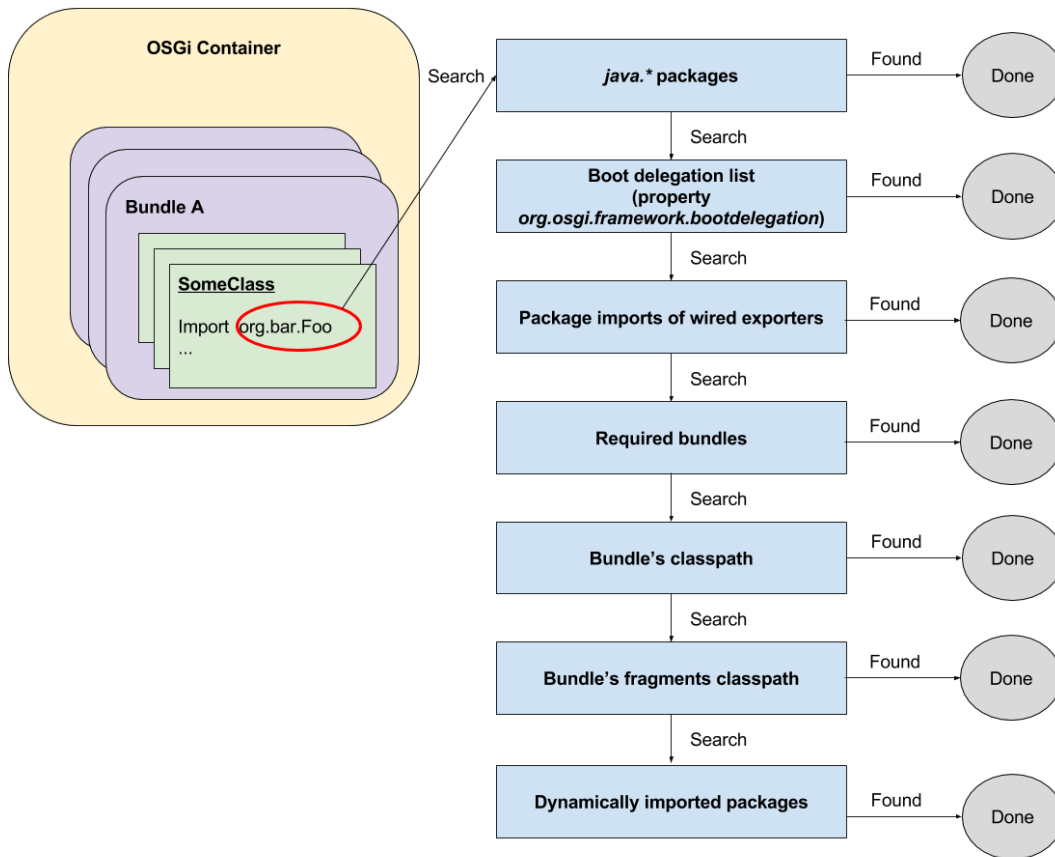 OSGi Container
Bundle A
SomeClass
Import org.bar.Foo
...
Search
java.* packages
Found
Done
Search
Boot delegation list
(property
org.osgi.framework.bootdelegation)
Found
Done
Search
Package imports of wired exporters
Found
Done
Search
Required bundles
Found
Done
Search
Bundle’s classpath
Found
Done
Search
Bundle’s fragments classpath
Found
Done
Search
Dynamically imported packages
Found
Done